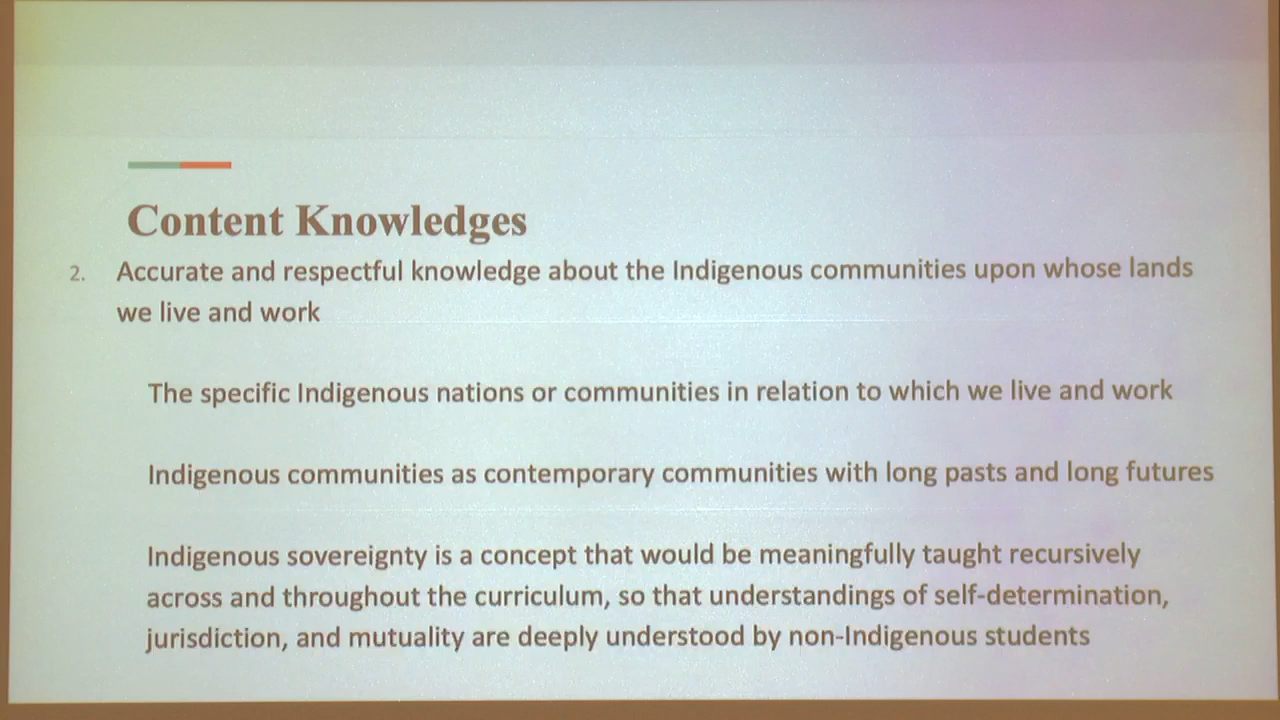 Content Knowledges
2. Accurate and respectful knowledge about the Indigenous communities upon whose lands
we live and work
The specific Indigenous nations or communities in relation to which we live and work
Indigenous communities as contemporary communities with long pasts and long futures
Indigenous sovereignty is a concept that would be meaningfully taught recursively
across and throughout the curriculum, so that understandings of self-determination,
jurisdiction, and mutuality are deeply understood by non-Indigenous students